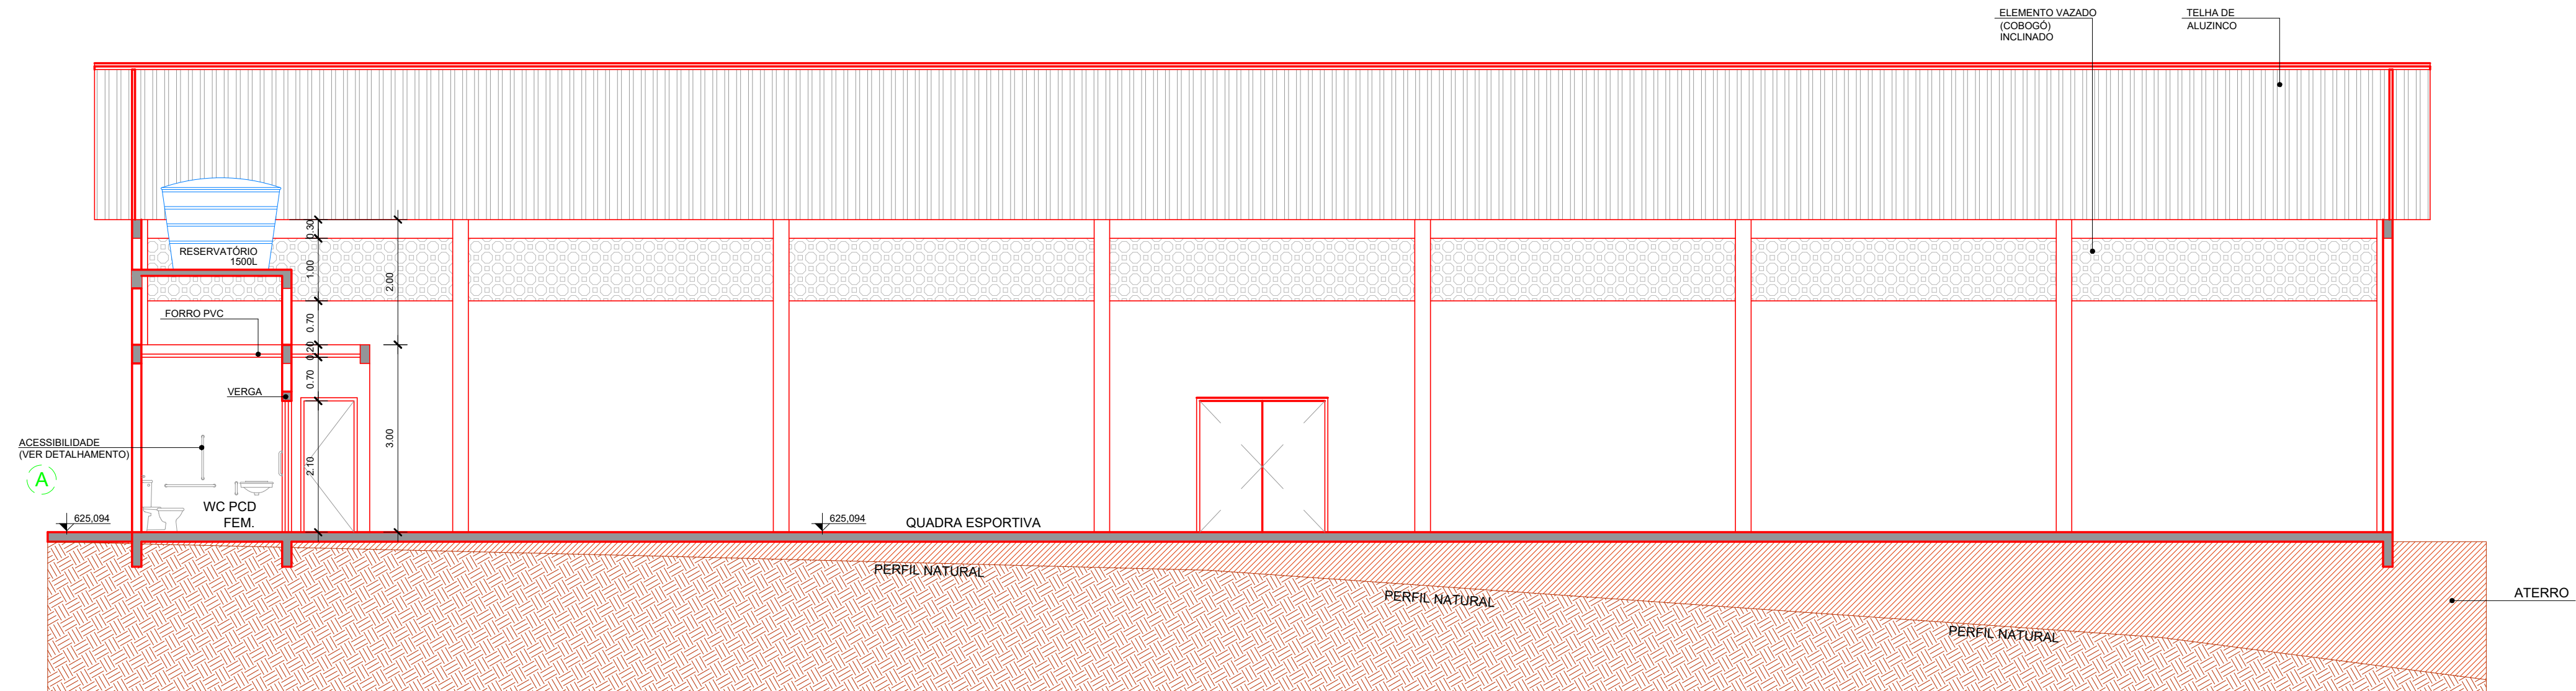 ELEMENTO VAZADO
(COBOGÓ)
INCLINADO
TELHA DE
ALUZINCO
RESERVATÓRIO
1500L
0.30
1.00
2.00
FORRO PVC
0.70
0.20
0.70
VERGA
3.00
ACESSIBILIDADE
(VER DETALHAMENTO)
A
2.10
WC PCD
FEM.
625,094
625,094
QUADRA ESPORTIVA
PERFIL NATURAL
PERFIL NATURAL
PERFIL NATURAL
ATERRO